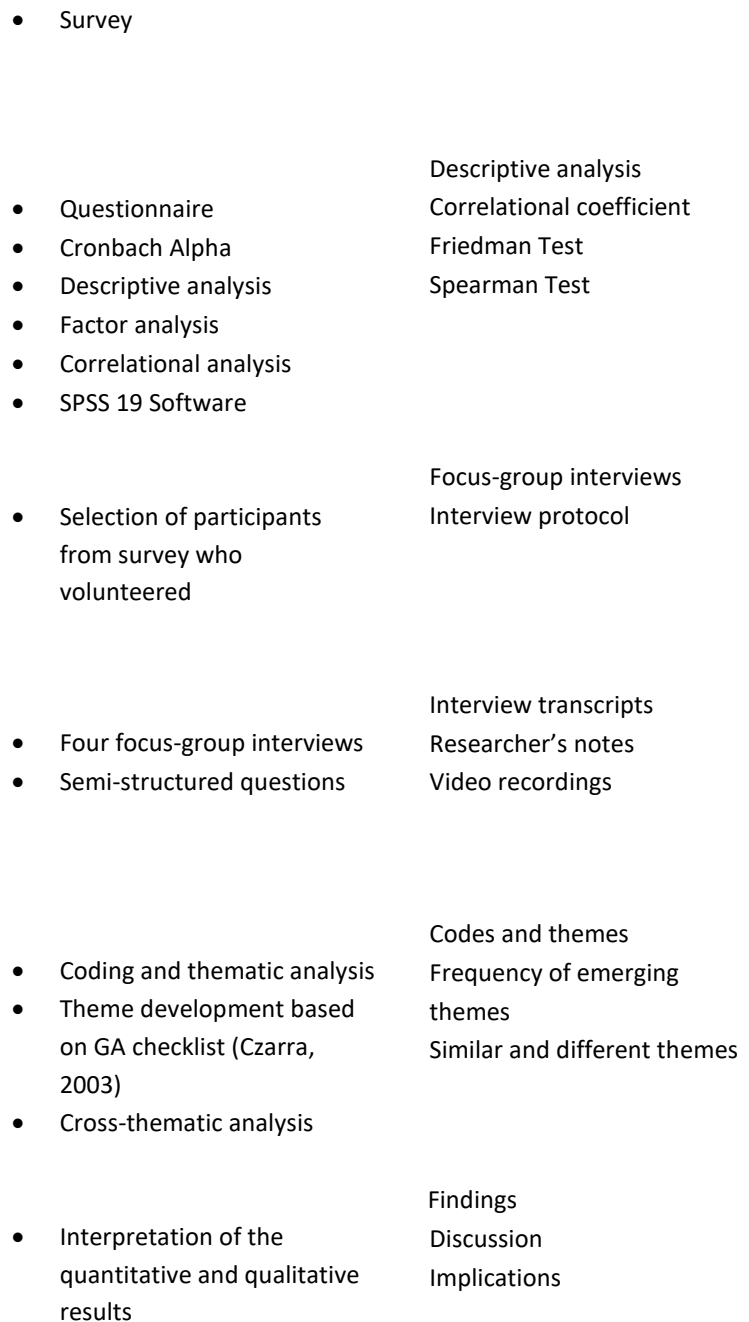 • Survey
• Questionnaire
• Cronbach Alpha
• Descriptive analysis
• Factor analysis
• Correlational analysis
• SPSS 19 Software
Descriptive analysis
Correlational coefficient
Friedman Test
Spearman Test
• Selection of participants
from survey who
volunteered
Focus-group interviews
Interview protocol
• Four focus-group interviews
• Semi-structured questions
Interview transcripts
Researcher’s notes
Video recordings
• Coding and thematic analysis
• Theme development based
on GA checklist (Czarra,
2003)
• Cross-thematic analysis
Codes and themes
Frequency of emerging
themes
Similar and different themes
• Interpretation of the
quantitative and qualitative
results
Findings
Discussion
Implications